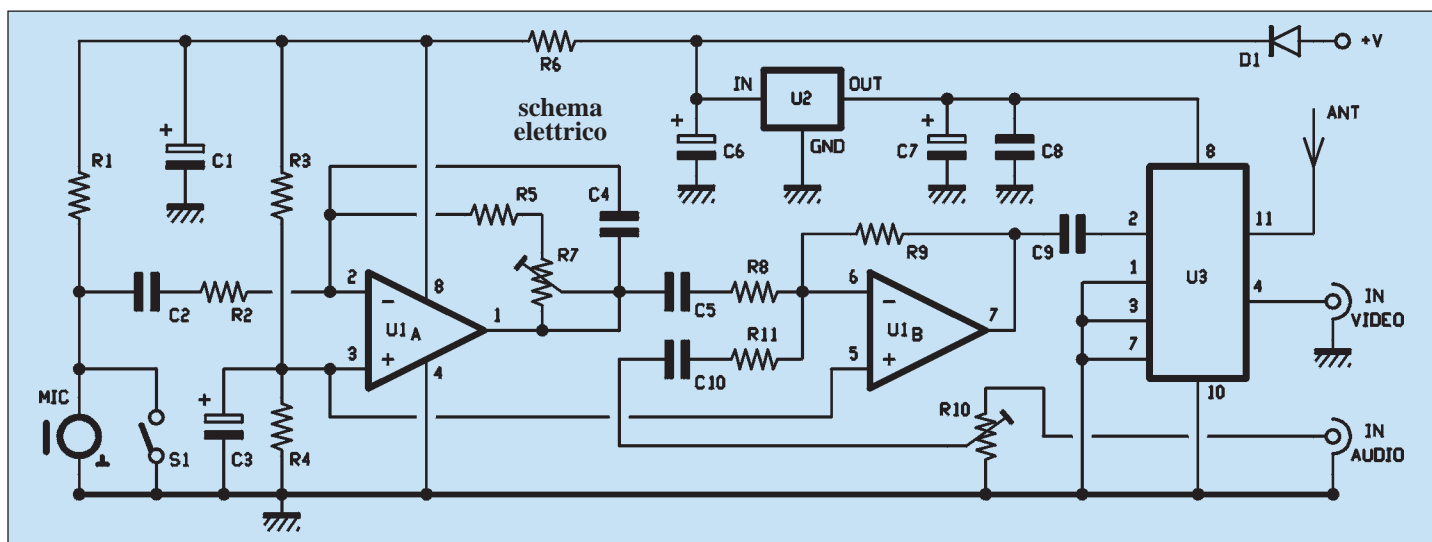 +V
D1
R6
IN
OUT
U2
GND
schema
elettrico
ANT
R1
+
C1
R3
+
C6
+
C7
C8
8
R5
C4
R7
2
11
R9
C9
U3
1
4
IN
VIDEO
C2
R2
2
8
−
U1A
1
C5
R8
6
−
U1B
7
3
7
3
+
4
C10
R11
5
+
10
MIC
S1
+
C3
R4
R10
IN
AUDIO